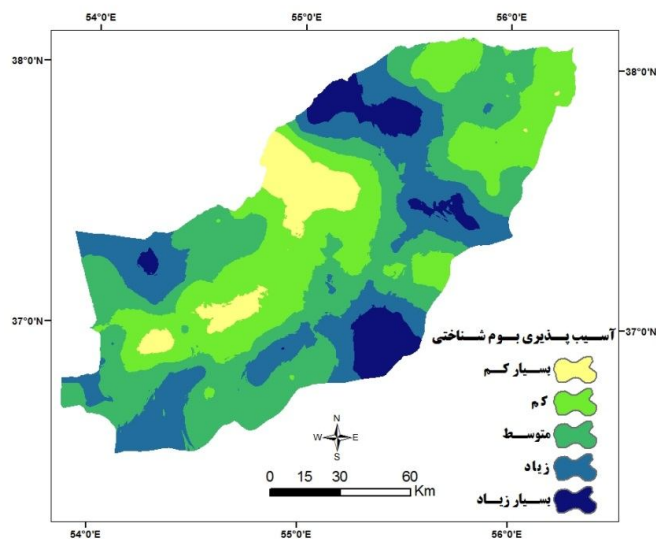 54°0'E 55°0'E 56°0'E
38°0'N 38°0'N
37°0'N 37°0'N
آسیب پذیری بوم شناختی
بسیار کم
کم
متوسط
زیاد
بسیار زیاد
N
W E
S
0 15 30 60
Km
54°0'E 55°0'E 56°0'E